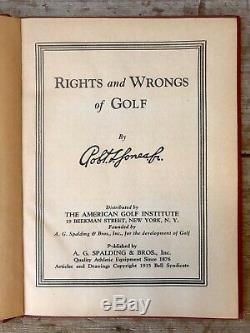 RIGHTS and WRONGS
of GOLF
By
Robt T Jones Jr.
Distributed by
THE AMERICAN GOLF INSTITUTE
19 BEEKMAN STREET, NEW YORK, N. Y.
Founded by
A. G. Spalding & Bros., Inc., for the development of Golf
Published by
A. G. SPALDING & BROS., Inc.
Quality Athletic Equipment Since 1876
Articles and Drawings Copyright 1935 Bell Syndicate